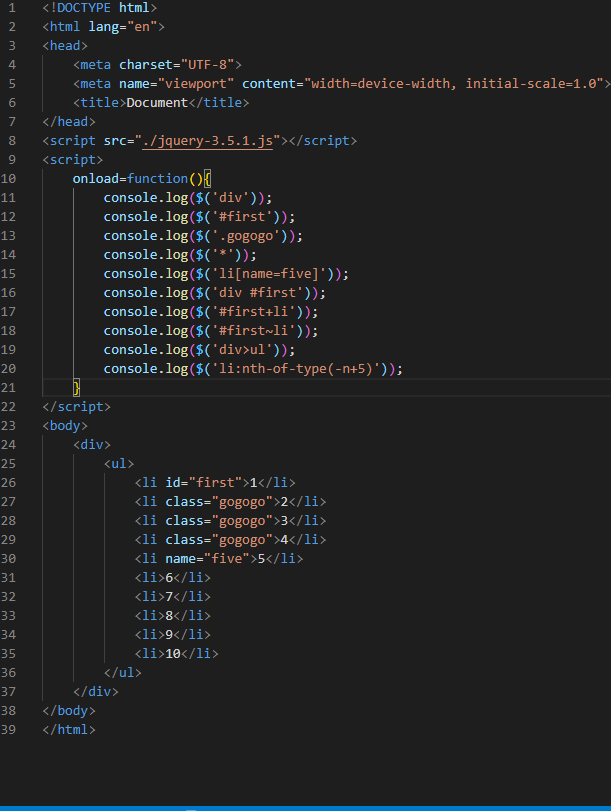 1 <!DOCTYPE html>
2 <html lang="en">
3 <head>
4     <meta charset="UTF-8">
5     <meta name="viewport" content="width=device-width, initial-scale=1.0">
6     <title>Document</title>
7 </head>
8 <script src="./jquery-3.5.1.js"></script>
9 <script>
10     onload=function(){
11         console.log($('div'));
12         console.log($('#first'));
13         console.log($('.gogogo'));
14         console.log($('*'));
15         console.log($('li[name=five]'));
16         console.log($('div #first'));
17         console.log($('#first+li'));
18         console.log($('#first~li'));
19         console.log($('div>ul'));
20         console.log($('li:nth-of-type(-n+5)'));
21     }
22 </script>
23 <body>
24     <div>
25         <ul>
26             <li id="first">1</li>
27             <li class="gogogo">2</li>
28             <li class="gogogo">3</li>
29             <li class="gogogo">4</li>
30             <li name="five">5</li>
31             <li>6</li>
32             <li>7</li>
33             <li>8</li>
34             <li>9</li>
35             <li>10</li>
36         </ul>
37     </div>
38 </body>
39 </html>